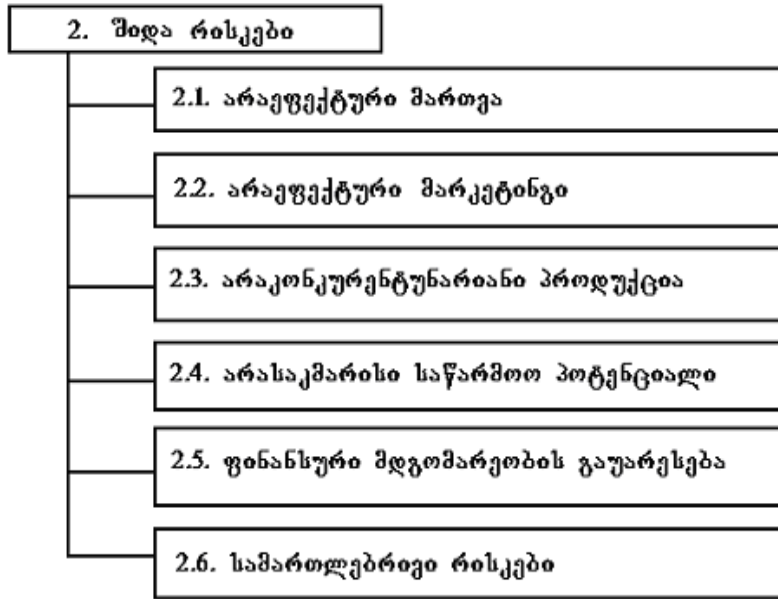 2. შიდა რისკები
2.1. არაეფექტური მართვა
2.2. არაეფექტური მარკეტინგი
2.3. არაკონკურენტუნარიანი პროდუქცია
2.4. არასაკმარისი საწარმოო პოტენციალი
2.5. ფინანსური მდგომარეობის გაუარესება
2.6. სამართლებრივი რისკები